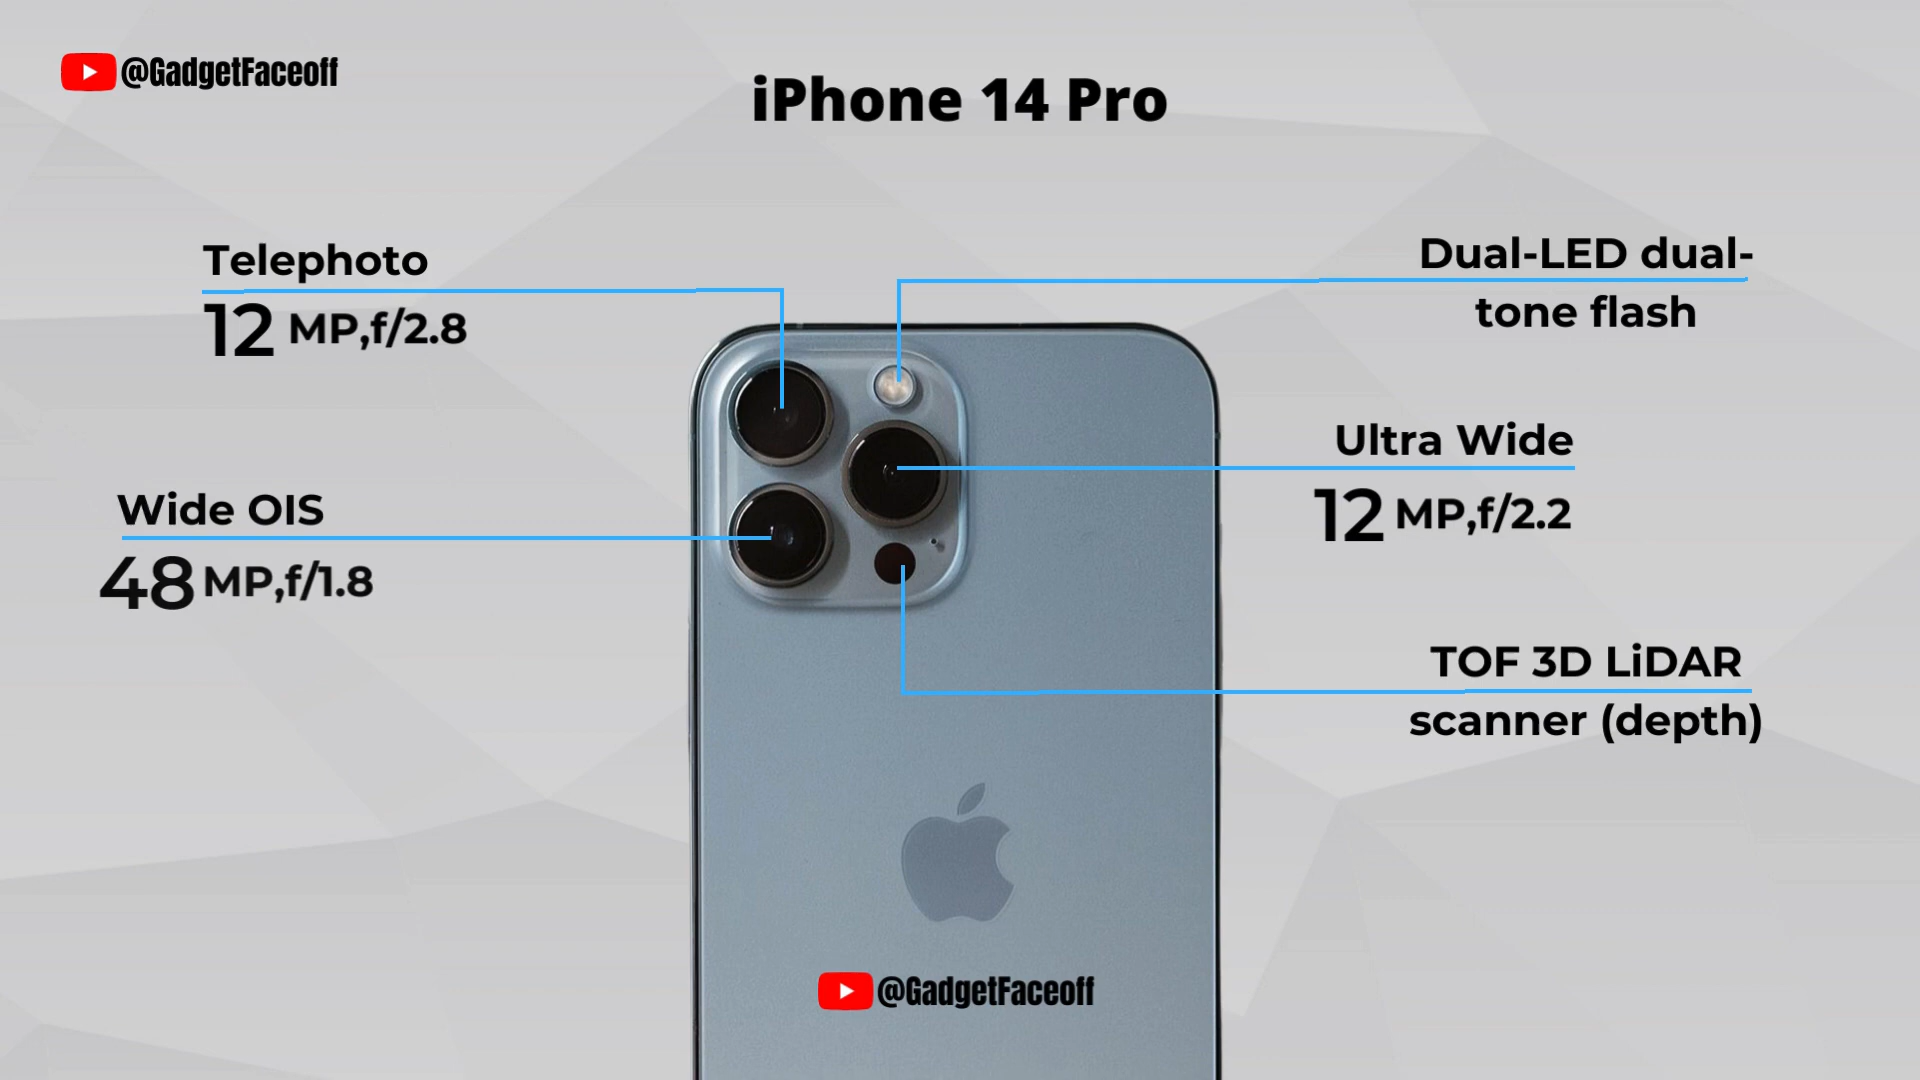 @GadgetFaceoff
iPhone 14 Pro
Telephoto
12 MP,f/2.8
Dual-LED dual-
tone flash
Ultra Wide
12 MP,f/2.2
Wide OIS
48 MP,f/1.8
TOF 3D LiDAR
scanner (depth)
@GadgetFaceoff